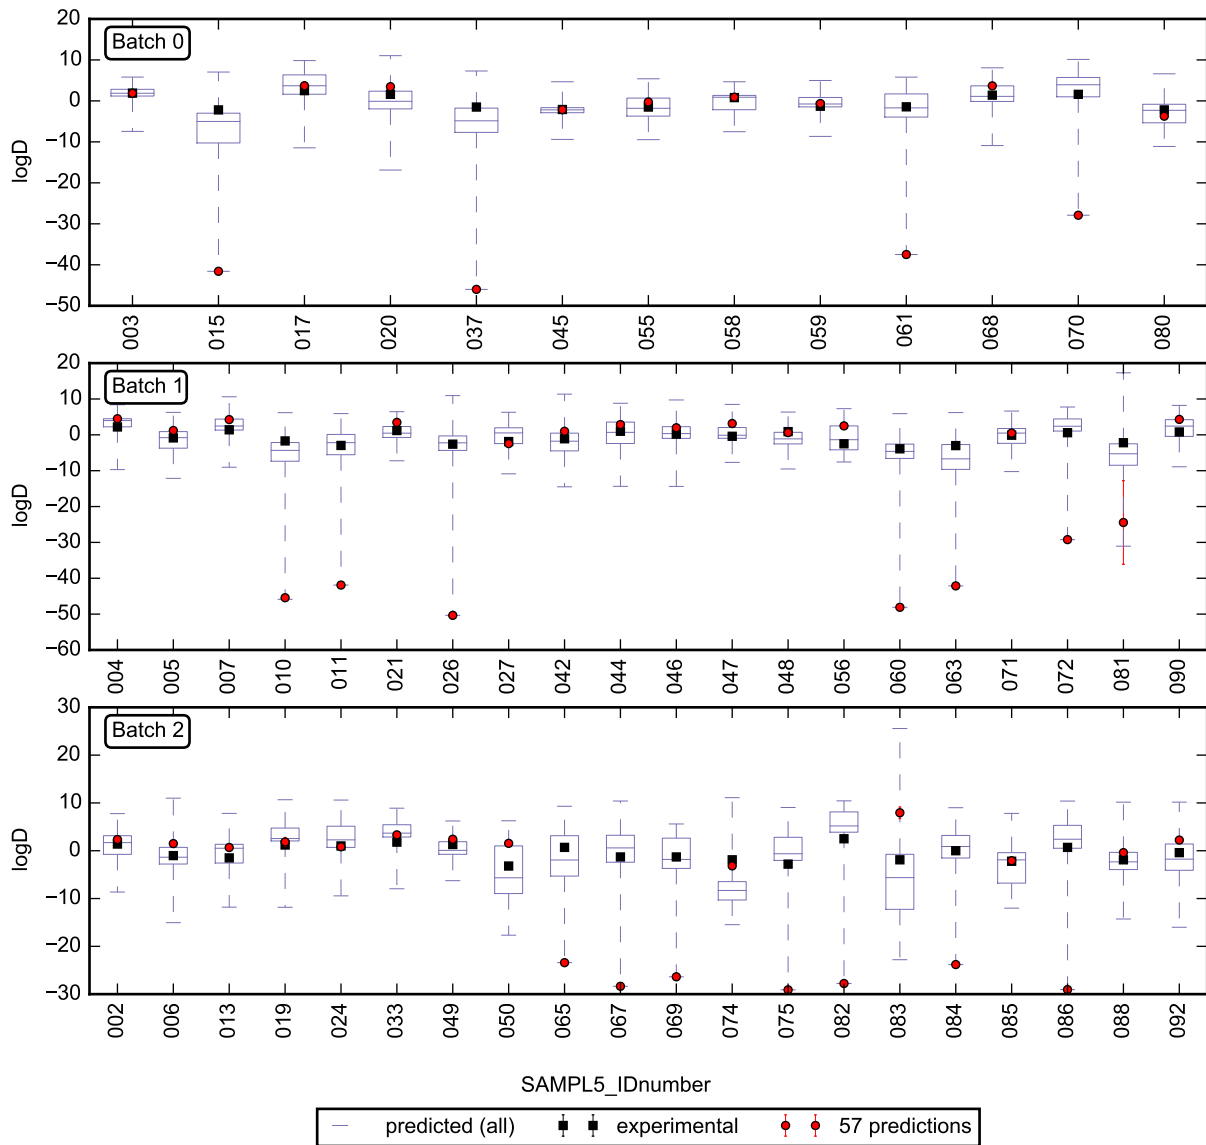 Batch 0
20
10
0
−10
−20
−30
−40
−50
logD
003 015 017 020 037 045 055 058 059 061 068 070 080
Batch 1
20
10
0
−10
−20
−30
−40
−50
−60
logD
004 005 007 010 011 021 026 027 042 044 046 047 048 056 060 063 071 072 081 090
Batch 2
30
20
10
0
−10
−20
−30
logD
002 006 013 019 024 033 049 050 065 067 069 074 075 082 083 084 085 086 088 092
SAMPL5_IDnumber
predicted (all) experimental 57 predictions